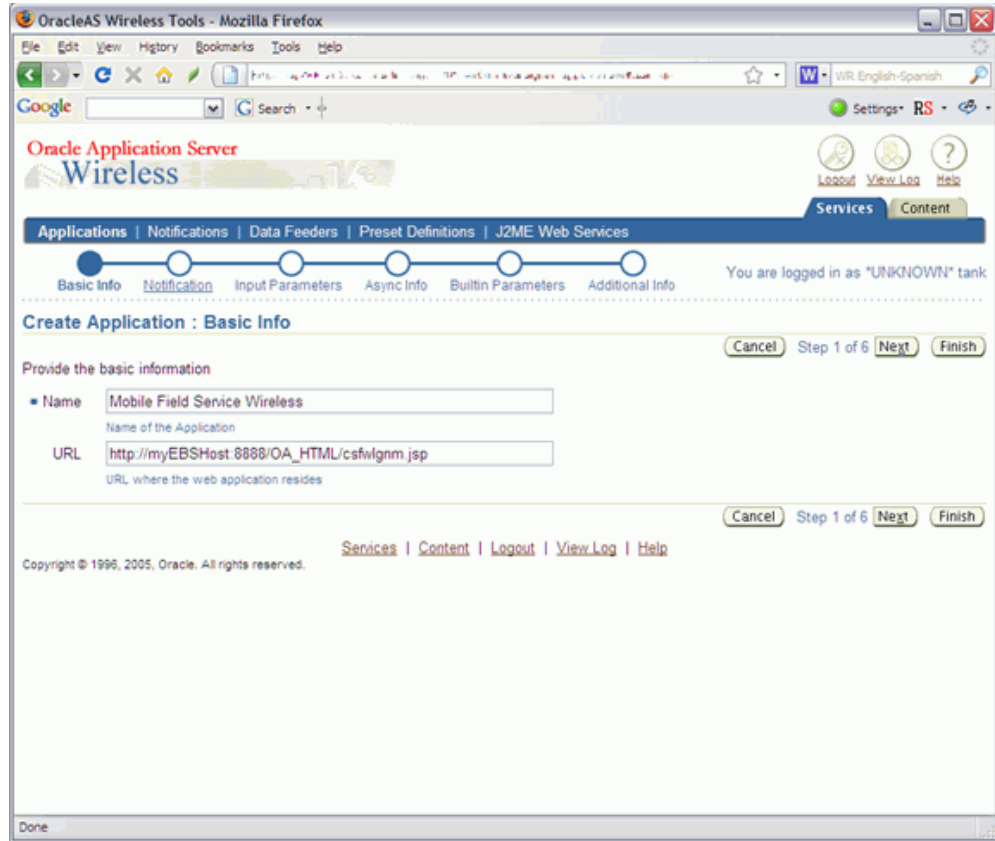 OracleAS Wireless Tools - Mozilla Firefox
File Edit View History Bookmarks Tools Help
W WR English-Spanish
Google G Search Settings RS
Oracle Application Server
Wireless
Logout View Log Help
Services Content
Applications | Notifications | Data Feeders | Preset Definitions | J2ME Web Services
Basic Info Notification Input Parameters Async Info Builtin Parameters Additional Info
You are logged in as "UNKNOWN" tank
Create Application : Basic Info
Cancel Step 1 of 6 Next Finish
Provide the basic information
Name Mobile Field Service Wireless
Name of the Application
URL http://myEBSHost:8888/OA_HTML/csfwlgnm.jsp
URL where the web application resides
Cancel Step 1 of 6 Next Finish
Services | Content | Logout | View Log | Help
Copyright © 1996, 2005, Oracle. All rights reserved.
Done